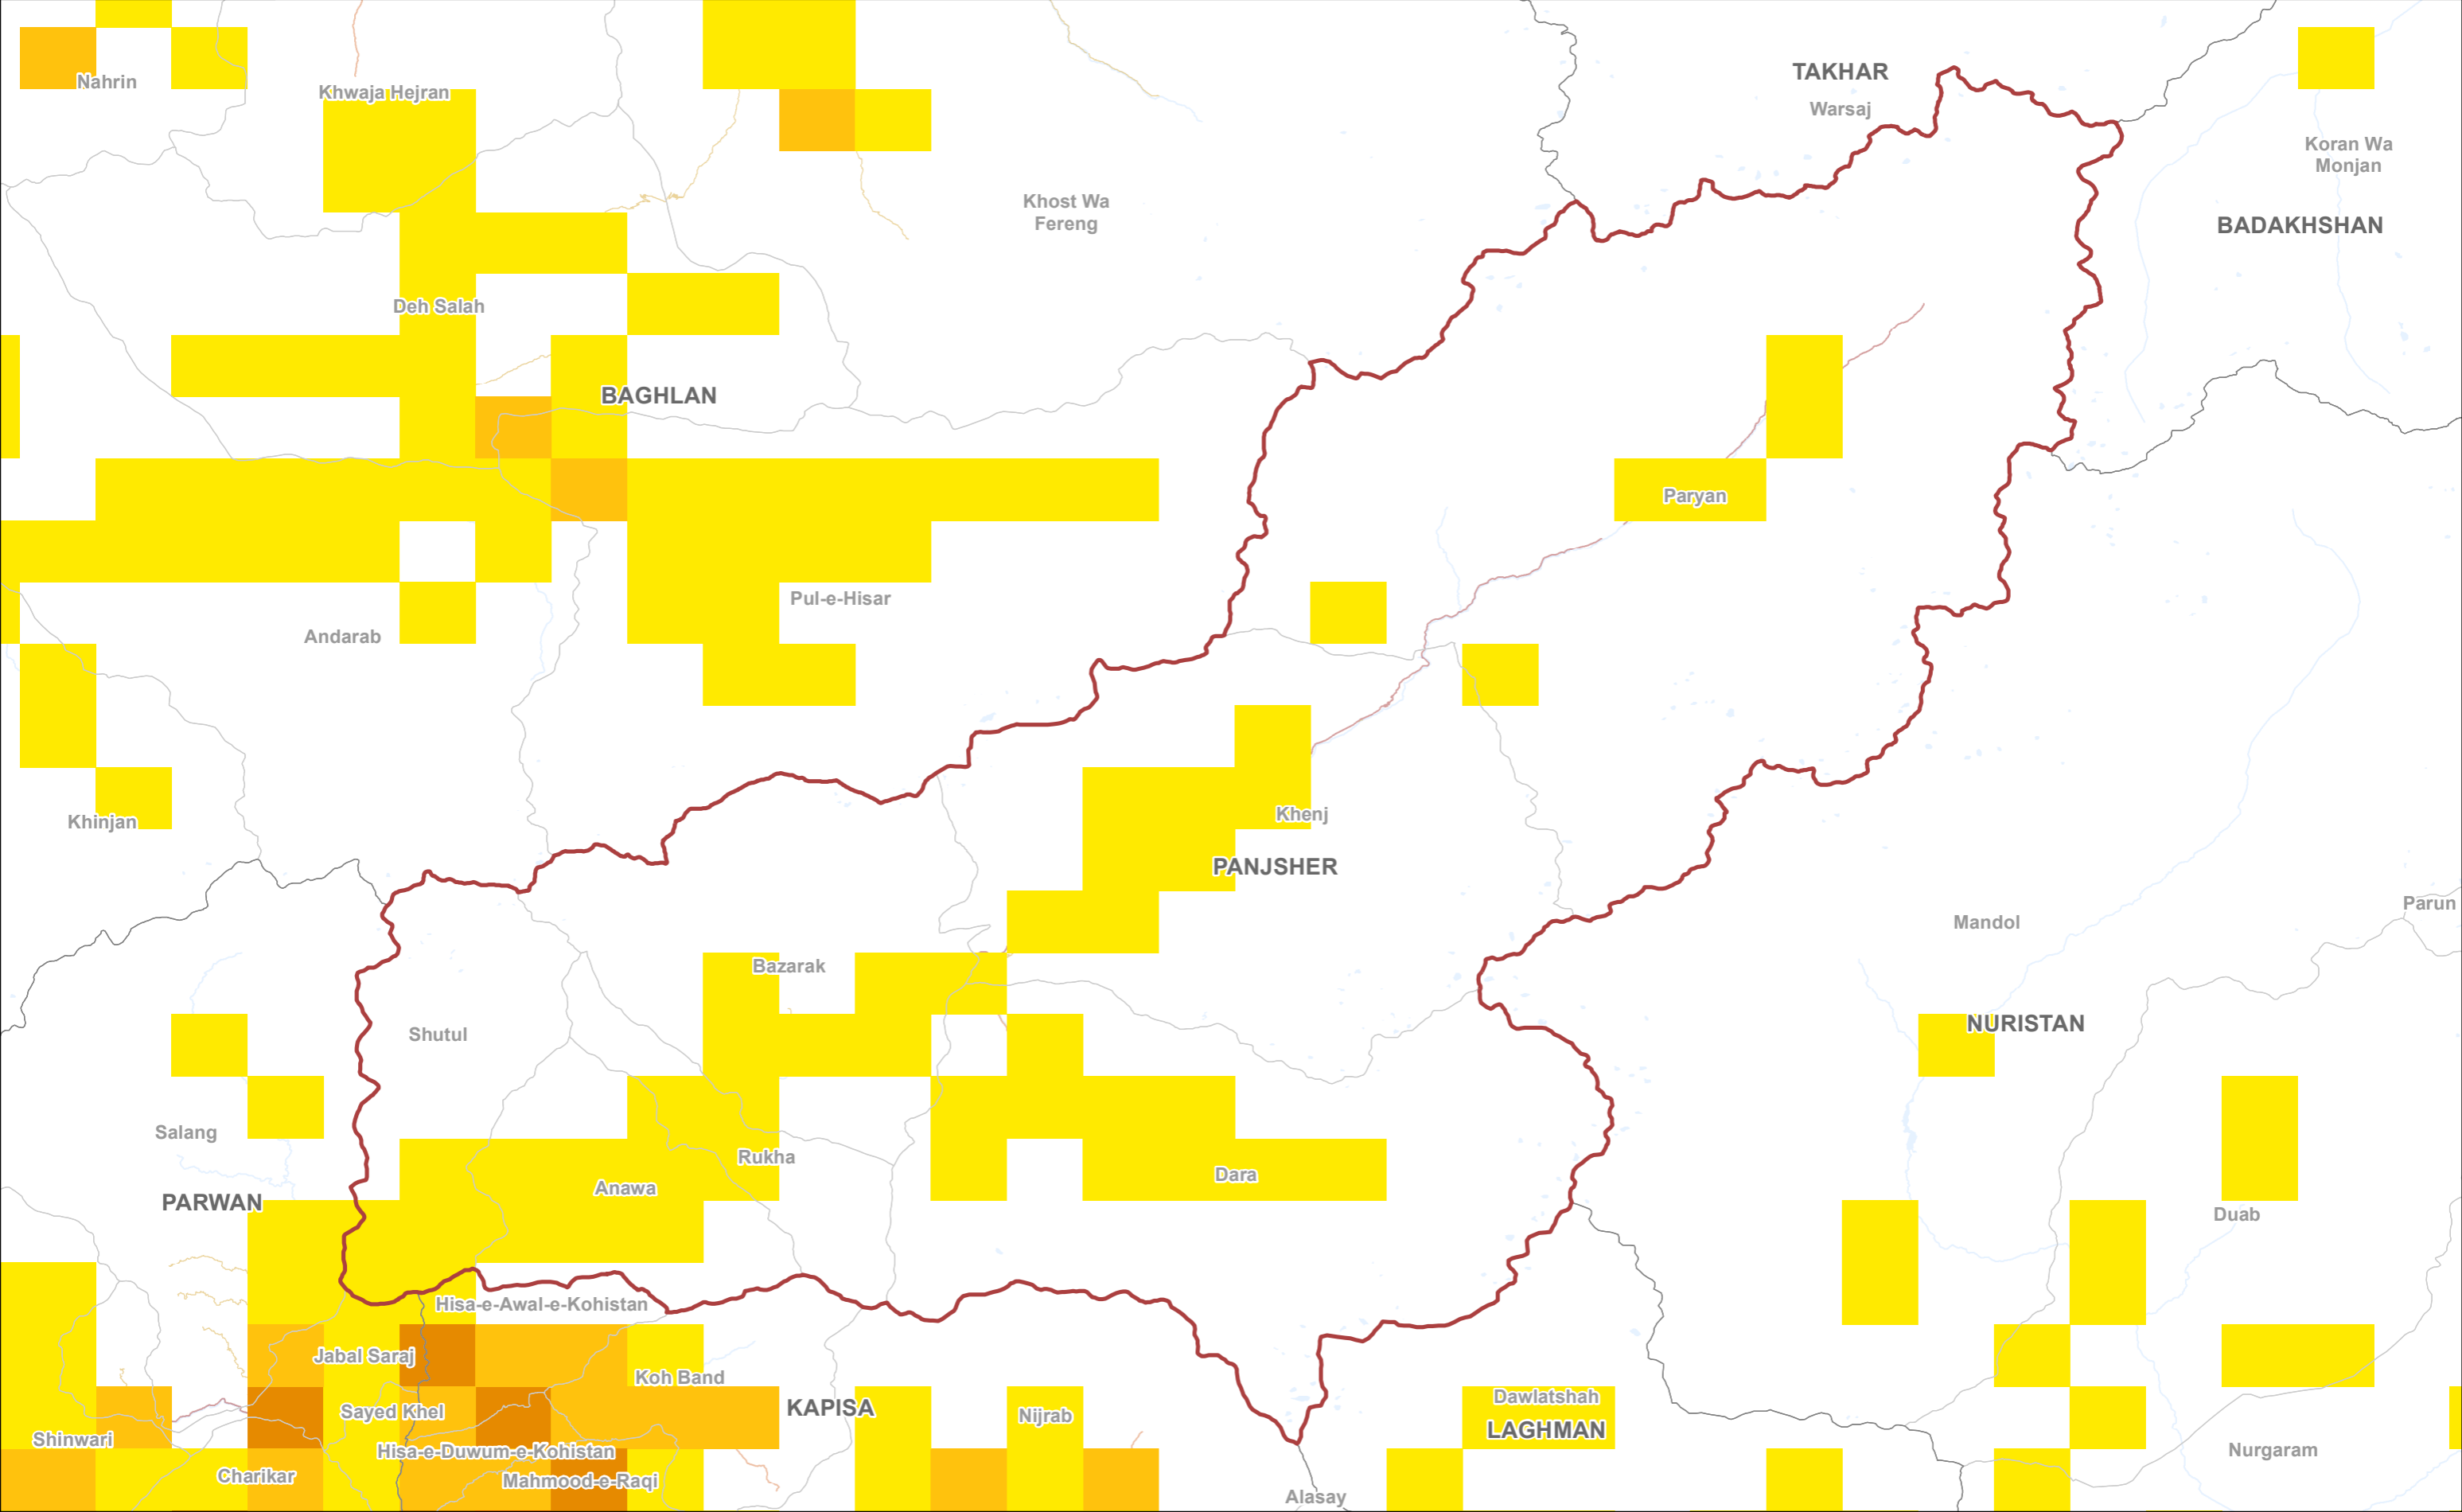 TAKHAR
Nahrin
Khwaja Hejran
Warsaj
Koran Wa
Monjan
Khost Wa
Fereng
BADAKHSHAN
Deh Salah
BAGHLAN
Paryan
Pul-e-Hisar
Andarab
Khinjan
Khenj
PANJSHER
Parun
Mandol
Bazarak
NURISTAN
Shutul
Salang
Rukha
Dara
Anawa
PARWAN
Duab
Hisa-e-Awal-e-Kohistan
Jabal Saraj
Koh Band
Dawlatshah
KAPISA
Sayed Khel
Nijrab
LAGHMAN
Shinwari
Hisa-e-Duwum-e-Kohistan
Nurgaram
Charikar
Mahmood-e-Raqi
Alasay